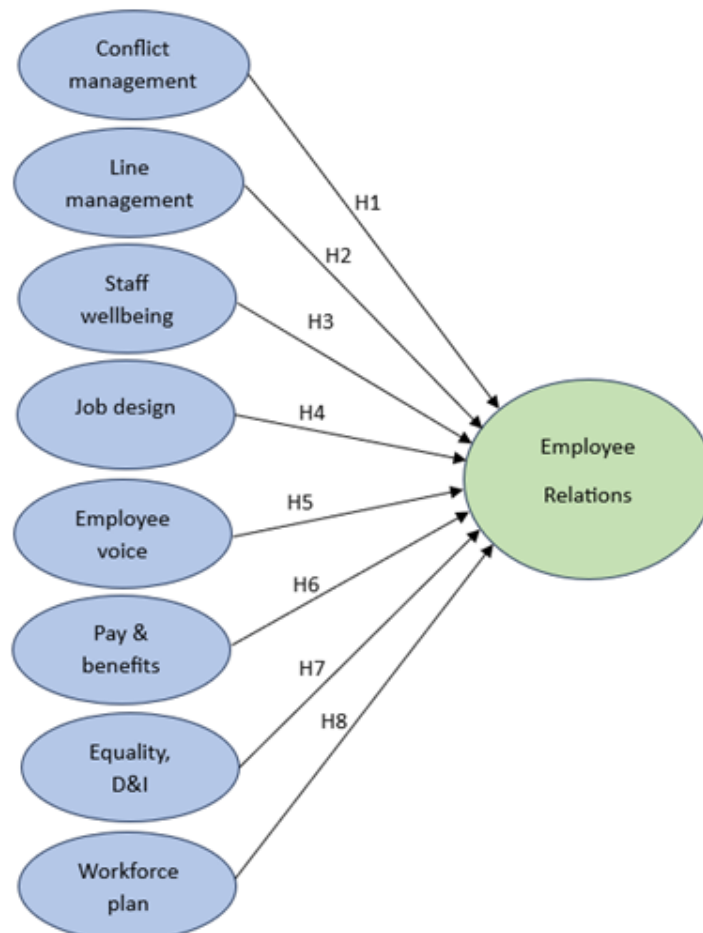 Conflict
management
H1
Line
management
H2
Staff
wellbeing
H3
Job design
H4
Employee
Relations
Employee
voice
H5
Pay &
benefits
H6
Equality,
D&I
H7
Workforce
plan
H8